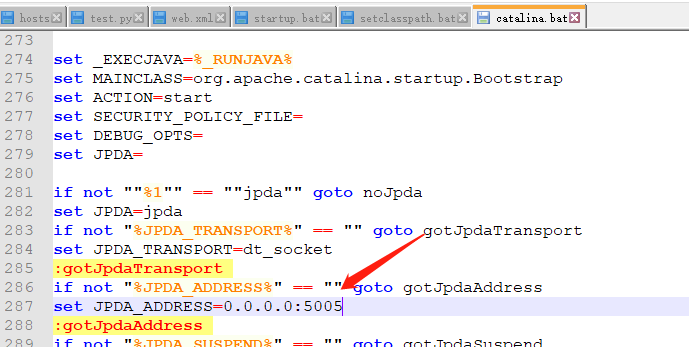 hosts test.py web.xml startup.bat setclasspath.bat catalina.bat
273
274 set _EXECJAVA=%_RUNJAVA%
275 set MAINCLASS=org.apache.catalina.startup.Bootstrap
276 set ACTION=start
277 set SECURITY_POLICY_FILE=
278 set DEBUG_OPTS=
279 set JPDA=
280
281 if not ""%1"" == ""jpda"" goto noJpda
282 set JPDA=jpda
283 if not "%JPDA_TRANSPORT%" == "" goto gotJpdaTransport
284 set JPDA_TRANSPORT=dt_socket
285 :gotJpdaTransport
286 if not "%JPDA_ADDRESS%" == "" goto gotJpdaAddress
287 set JPDA_ADDRESS=0.0.0.0:5005
288 :gotJpdaAddress
289 if not "%JPDA_SUSPEND%" == "" goto gotJpdaSuspend